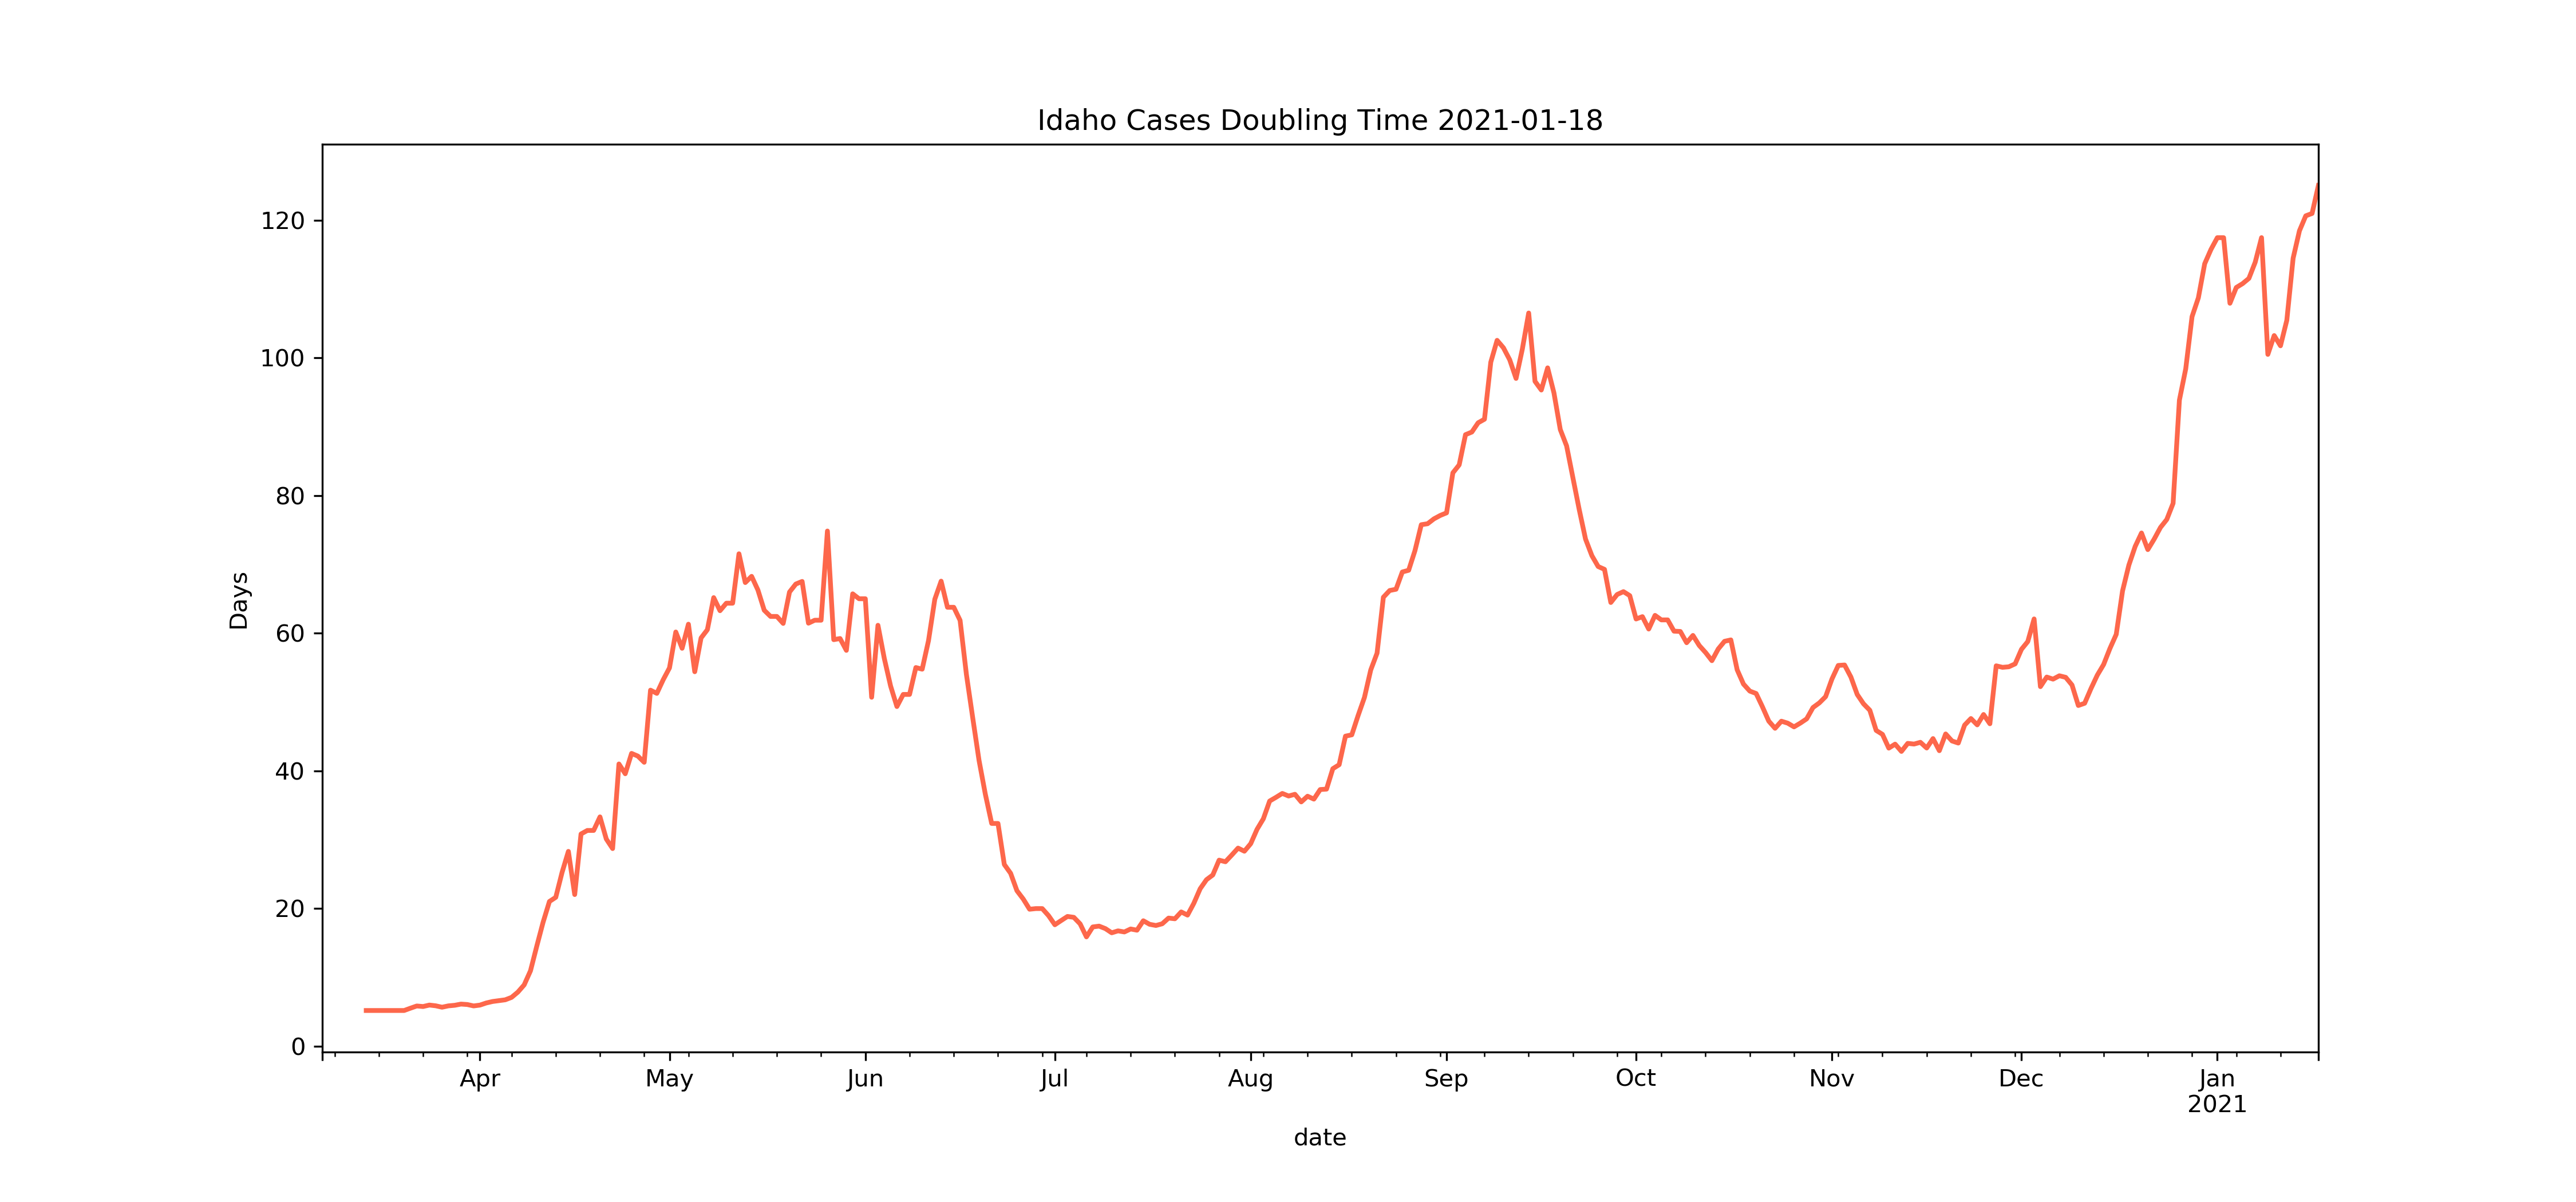 Idaho Cases Doubling Time 2021-01-18
120
100
80
60
40
20
0
Days
Apr May Jun Jul Aug Sep Oct Nov Dec Jan
2021
date